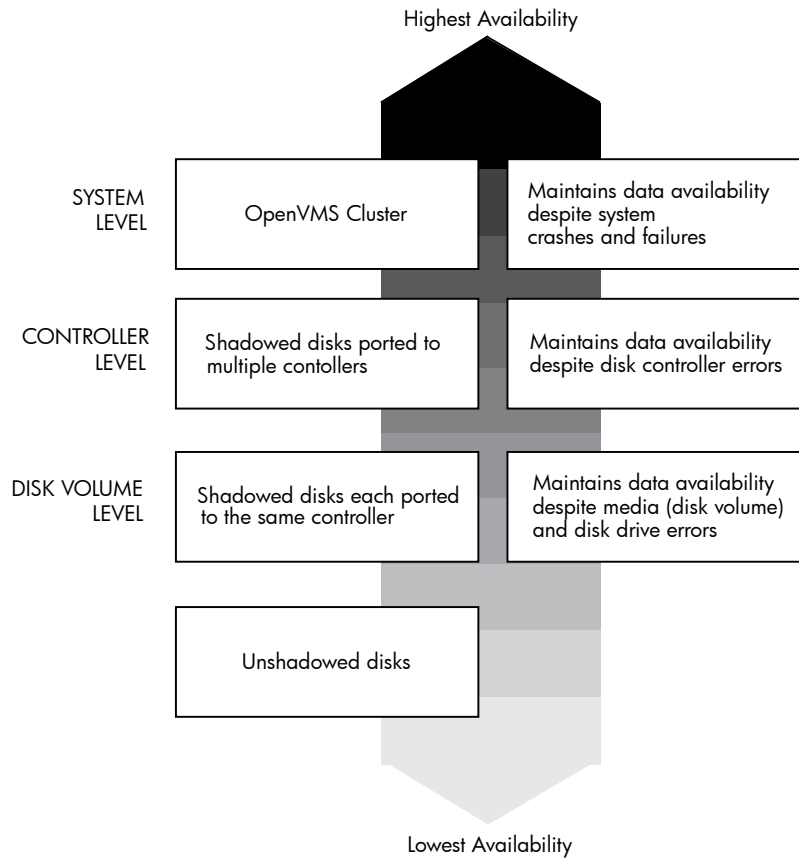 Highest Availability
SYSTEM
LEVEL
OpenVMS Cluster
Maintains data availability
despite system
crashes and failures
CONTROLLER
LEVEL
Shadowed disks ported to
multiple contollers
Maintains data availability
despite disk controller errors
DISK VOLUME
LEVEL
Shadowed disks each ported
to the same controller
Maintains data availability
despite media (disk volume)
and disk drive errors
Unshadowed disks
Lowest Availability